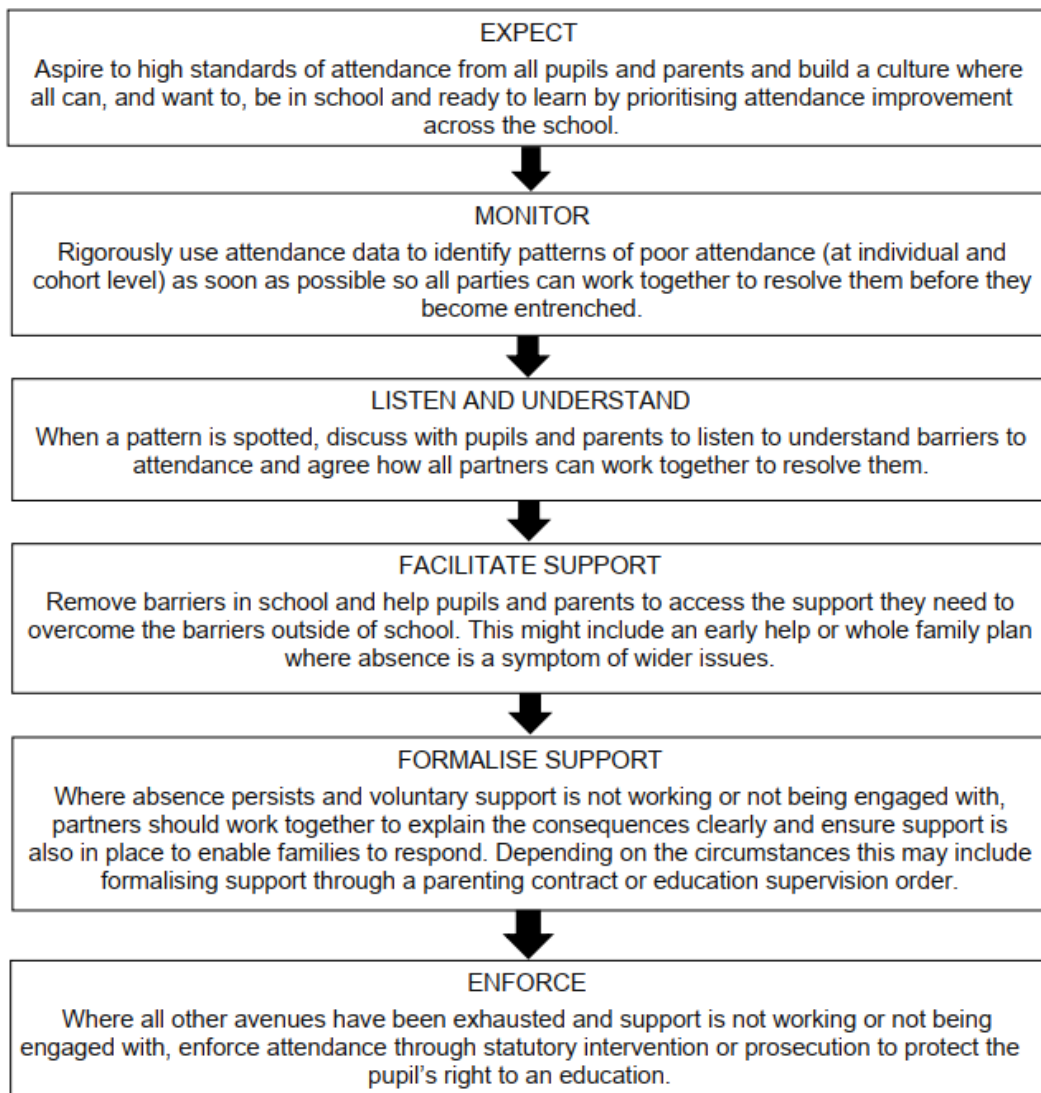 EXPECT
Aspire to high standards of attendance from all pupils and parents and build a culture where
all can, and want to, be in school and ready to learn by prioritising attendance improvement
across the school.
MONITOR
Rigorously use attendance data to identify patterns of poor attendance (at individual and
cohort level) as soon as possible so all parties can work together to resolve them before they
become entrenched.
LISTEN AND UNDERSTAND
When a pattern is spotted, discuss with pupils and parents to listen to understand barriers to
attendance and agree how all partners can work together to resolve them.
FACILITATE SUPPORT
Remove barriers in school and help pupils and parents to access the support they need to
overcome the barriers outside of school. This might include an early help or whole family plan
where absence is a symptom of wider issues.
FORMALISE SUPPORT
Where absence persists and voluntary support is not working or not being engaged with,
partners should work together to explain the consequences clearly and ensure support is
also in place to enable families to respond. Depending on the circumstances this may include
formalising support through a parenting contract or education supervision order.
ENFORCE
Where all other avenues have been exhausted and support is not working or not being
engaged with, enforce attendance through statutory intervention or prosecution to protect the
pupil's right to an education.